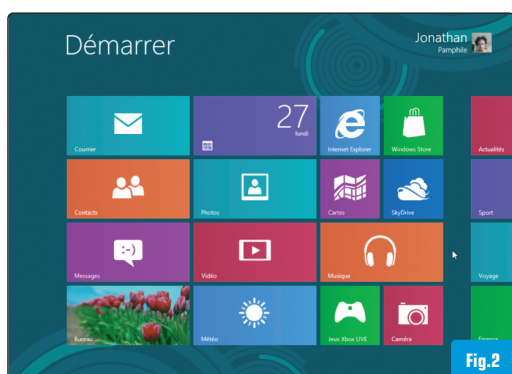 Démarrer
Jonathan
Pamphile
Courrier
27
lundi
Internet Explorer
Windows Store
Actualités
Contacts
Photos
Cartes
SkyDrive
Sport
:-)
Messages
Vidéo
Musique
Voyage
Bureau
Météo
Jeux Xbox LIVE
Caméra
Finance
Fig.2